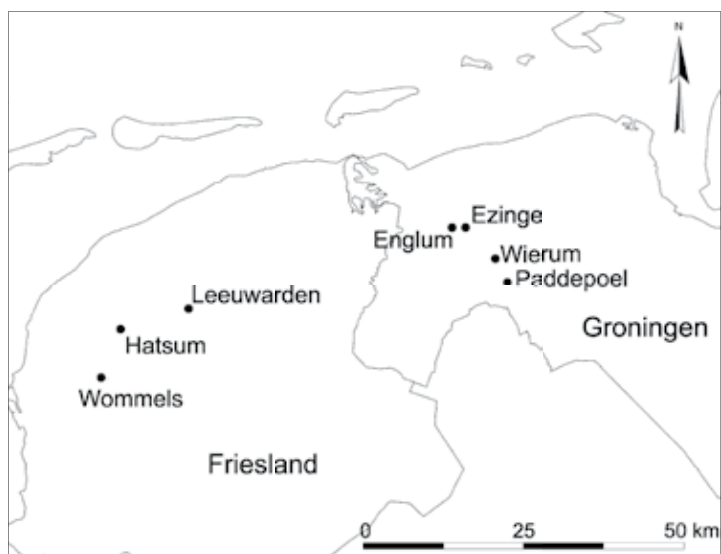 N
Ezinge
Englum
Wierum
Paddepoel
Leeuwarden
Groningen
Hatsum
Wommels
Friesland
0 25 50 km